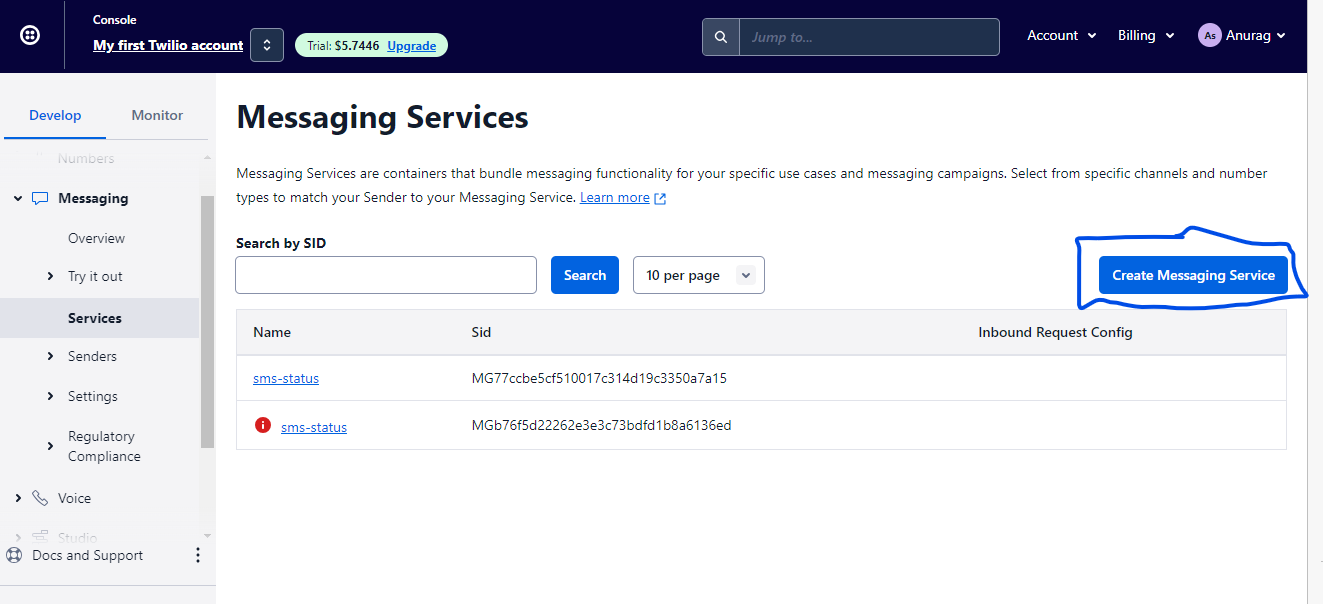 Console
My first Twilio account
Trial: $5.7446 Upgrade
Jump to...
Account
Billing
As
Anurag
Develop
Monitor
Numbers
Messaging
Overview
Try it out
Services
Senders
Settings
Regulatory
Compliance
Voice
Studio
Docs and Support
Messaging Services
Messaging Services are containers that bundle messaging functionality for your specific use cases and messaging campaigns. Select from specific channels and number
types to match your Sender to your Messaging Service. Learn more
Search by SID
Search
10 per page
Create Messaging Service
Name Sid Inbound Request Config
sms-status MG77ccbe5cf510017c314d19c3350a7a15
sms-status MGb76f5d22262e3e3c73bdfd1b8a6136ed